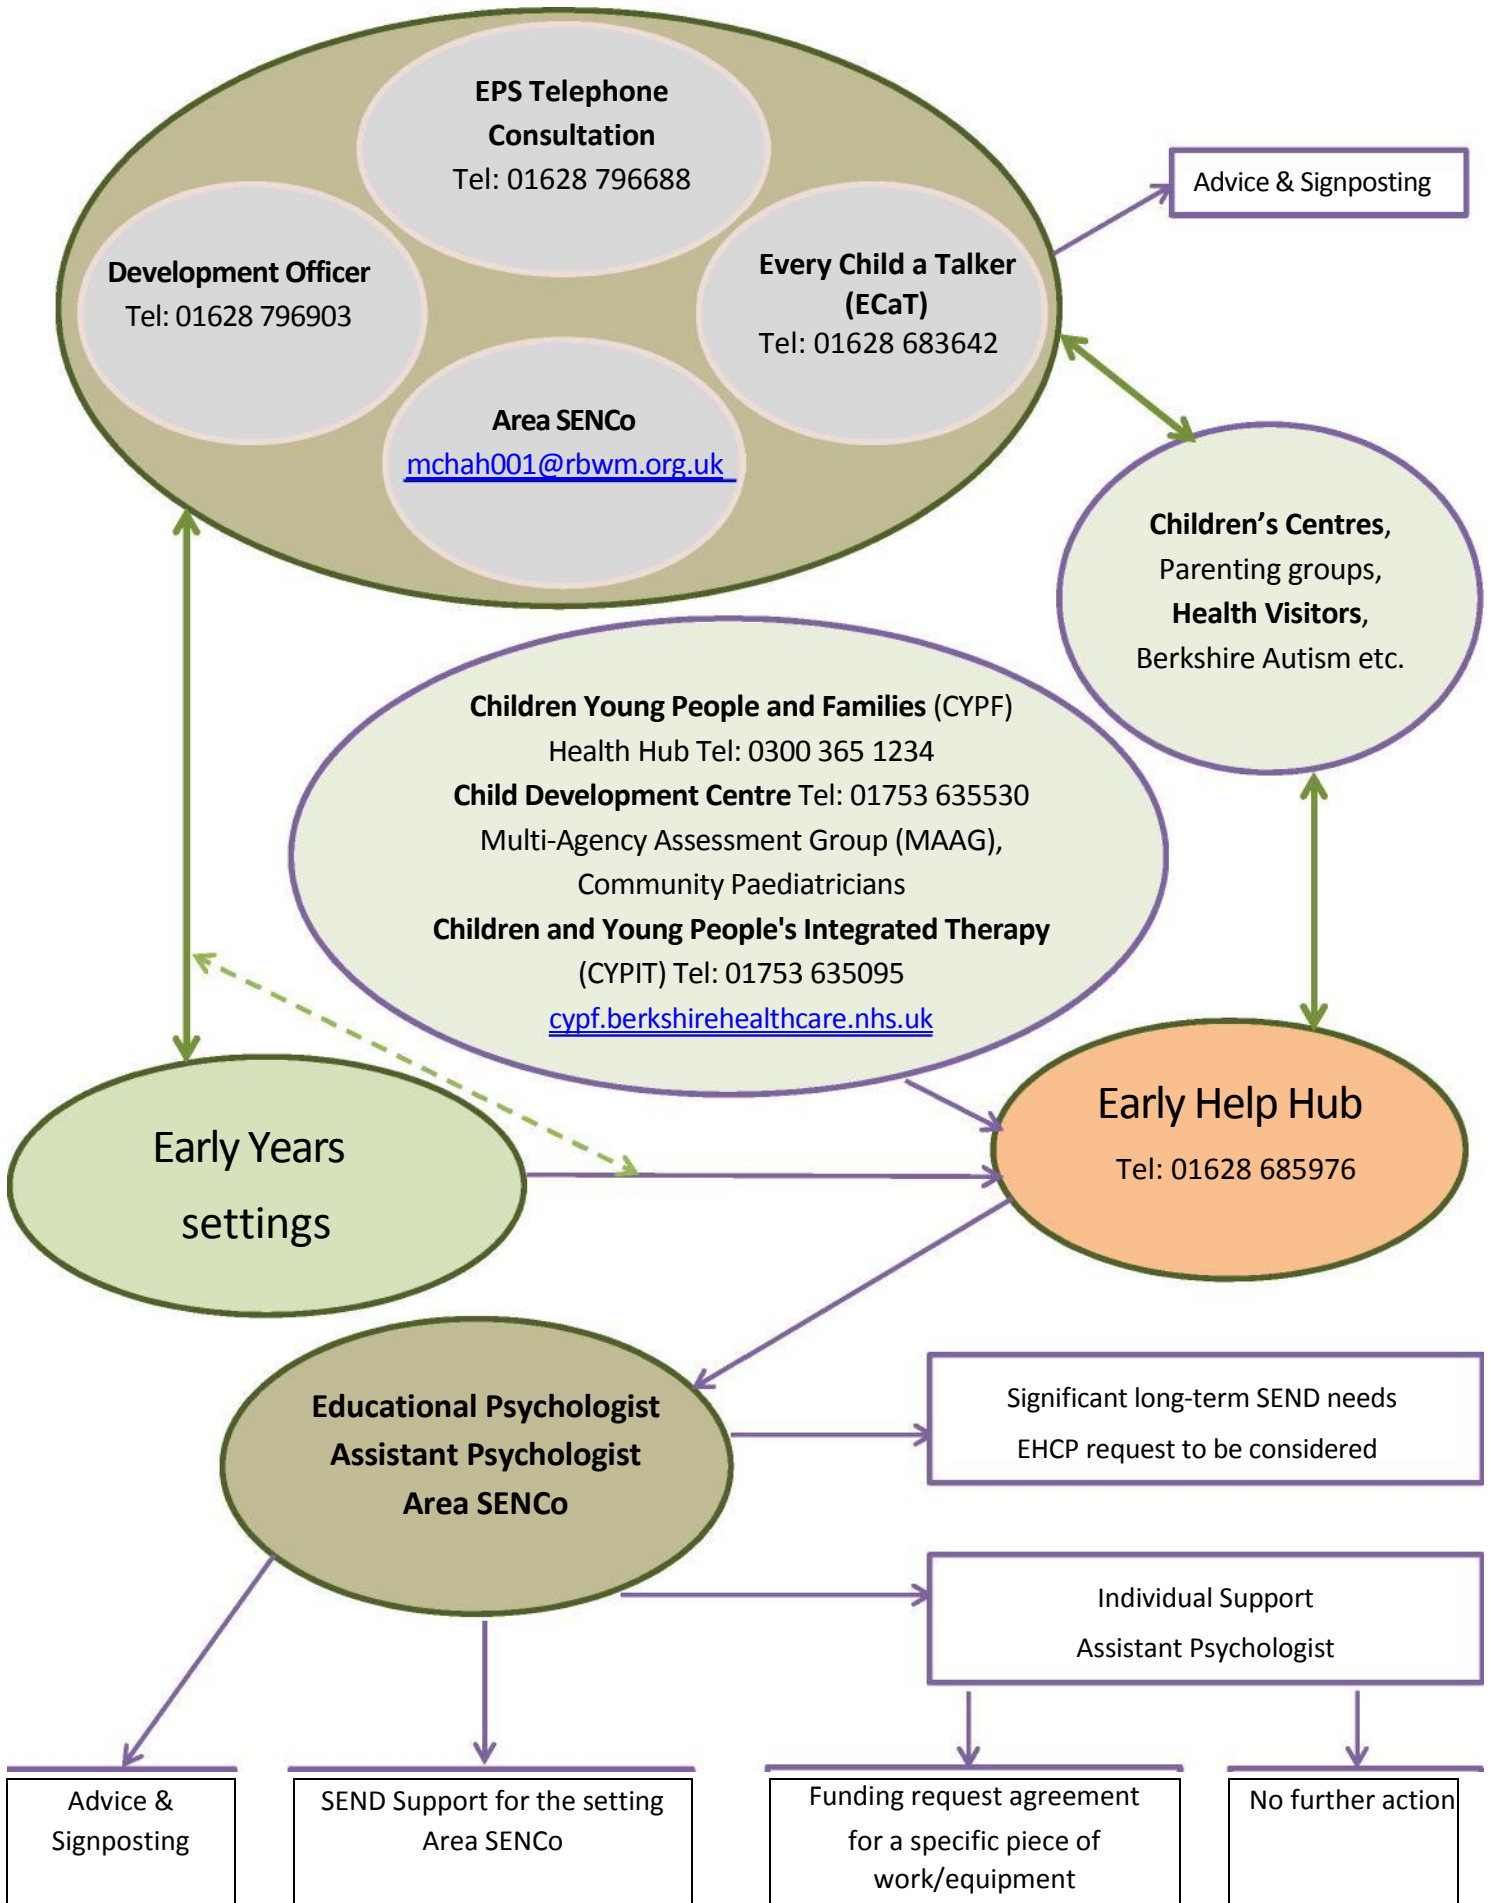 EPS Telephone
Consultation
Tel: 01628 796688
Advice & Signposting
Development Officer
Tel: 01628 796903
Every Child a Talker
(ECaT)
Tel: 01628 683642
Area SENCo
mchah001@rbwm.org.uk
Children’s Centres,
Parenting groups,
Health Visitors,
Berkshire Autism etc.
Children Young People and Families (CYPF)
Health Hub Tel: 0300 365 1234
Child Development Centre Tel: 01753 635530
Multi-Agency Assessment Group (MAAG),
Community Paediatricians
Children and Young People's Integrated Therapy
(CYPIT) Tel: 01753 635095
cypf.berkshirehealthcare.nhs.uk
Early Years
settings
Early Help Hub
Tel: 01628 685976
Educational Psychologist
Assistant Psychologist
Area SENCo
Significant long-term SEND needs
EHCP request to be considered
Individual Support
Assistant Psychologist
Advice &
Signposting
SEND Support for the setting
Area SENCo
Funding request agreement
for a specific piece of
work/equipment
No further action